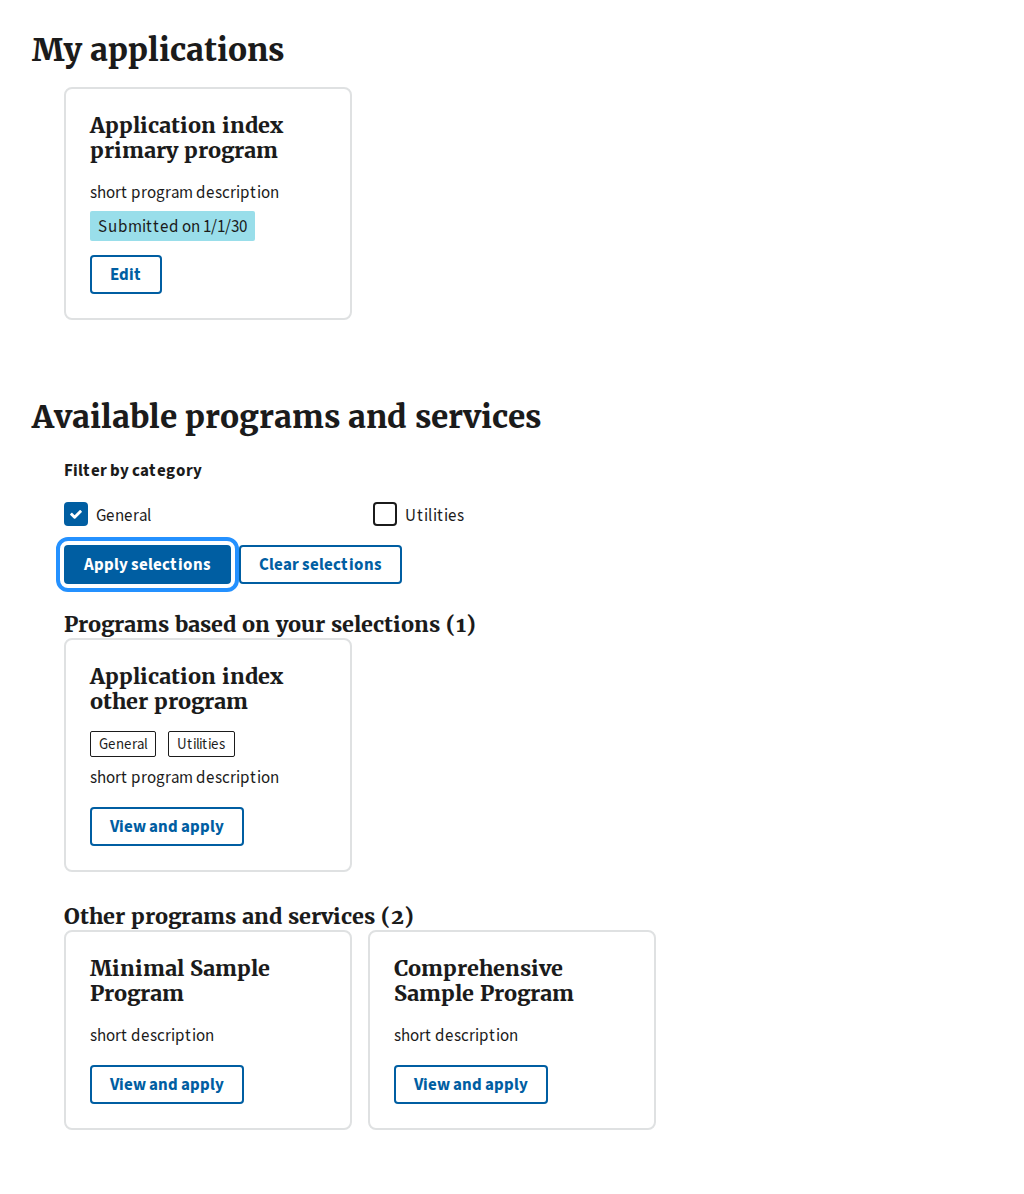 My applications
Application index
primary program
short program description
Submitted on 1/1/30
Edit
Available programs and services
Filter by category
General
Utilities
Apply selections
Clear selections
Programs based on your selections (1)
Application index
other program
General
Utilities
short program description
View and apply
Other programs and services (2)
Minimal Sample
Program
short description
View and apply
Comprehensive
Sample Program
short description
View and apply